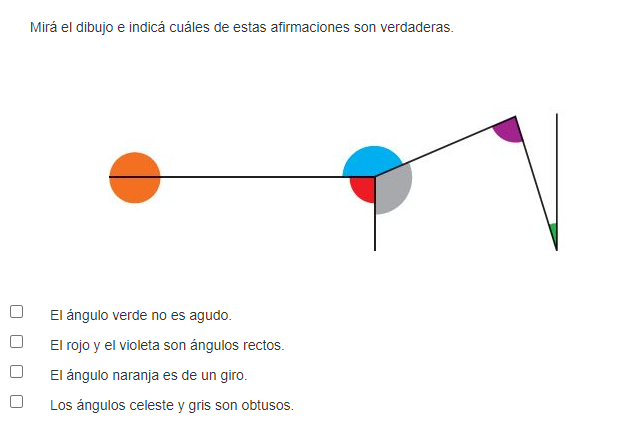 Mirá el dibujo e indicá cuáles de estas afirmaciones son verdaderas.
El ángulo verde no es agudo.
El rojo y el violeta son ángulos rectos.
El ángulo naranja es de un giro.
Los ángulos celeste y gris son obtusos.